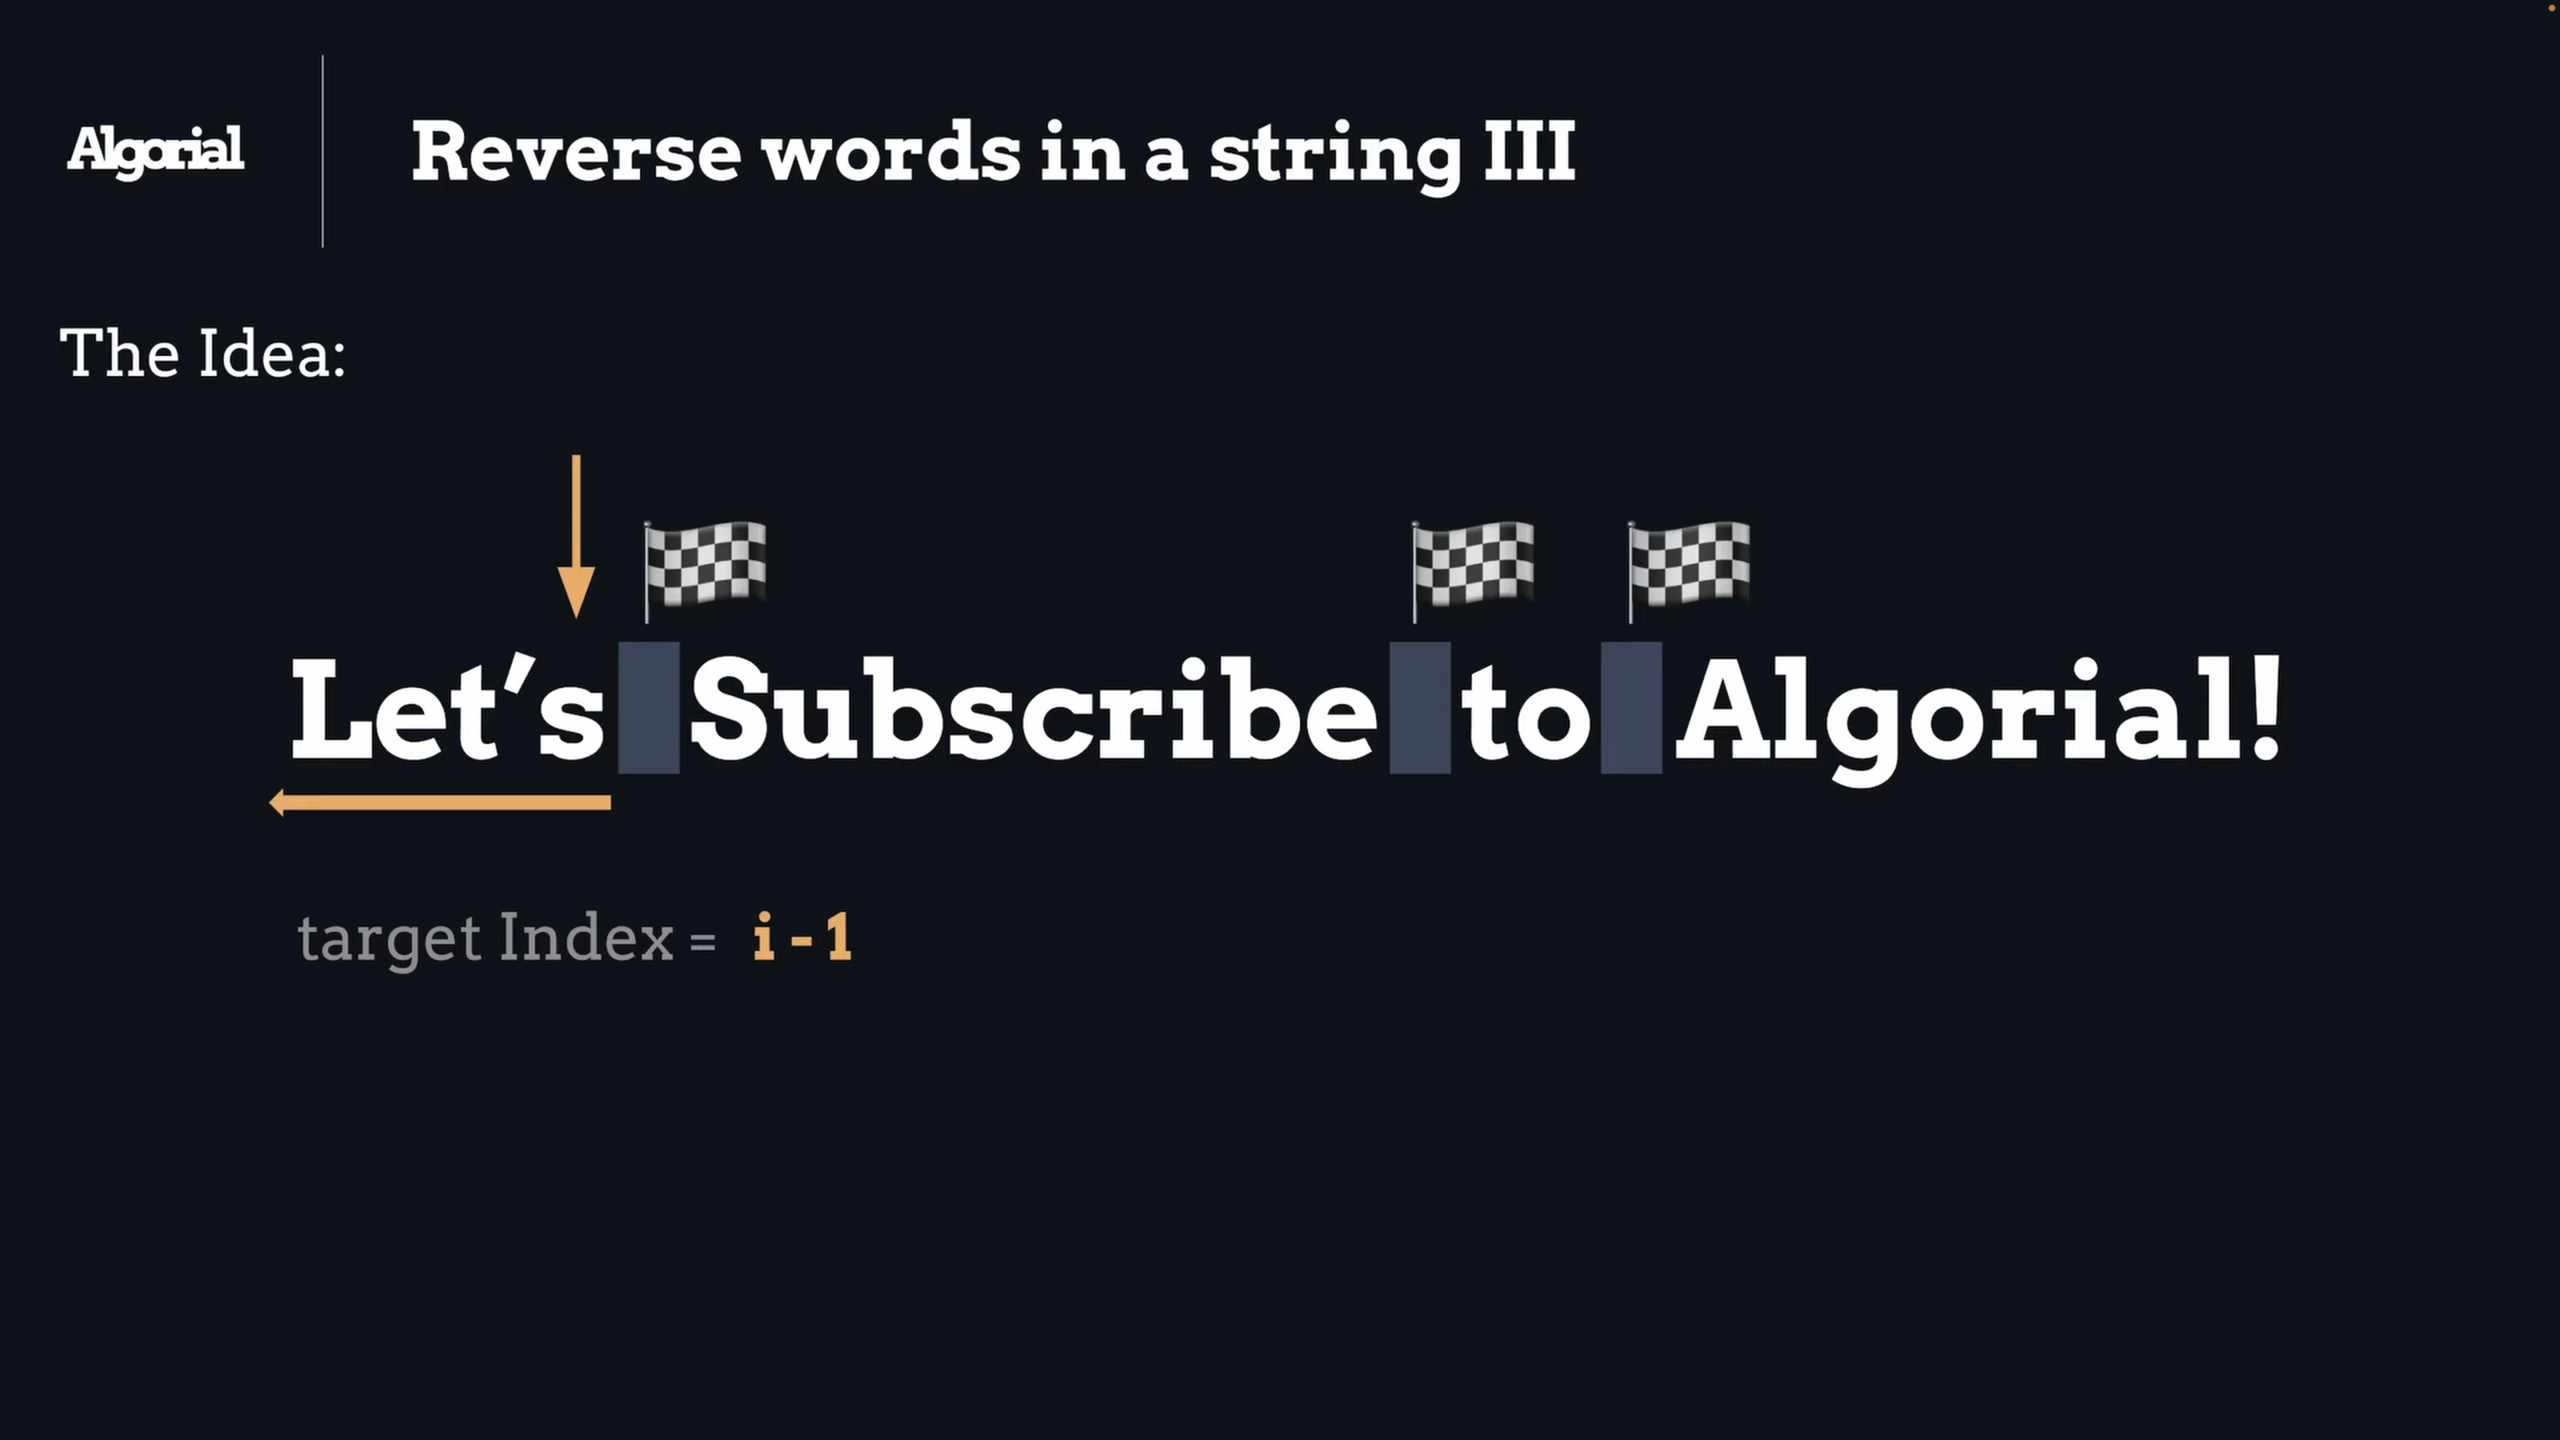 Algorial
Reverse words in a string III
The Idea:
Let’s Subscribe to Algorial!
target Index = i - 1